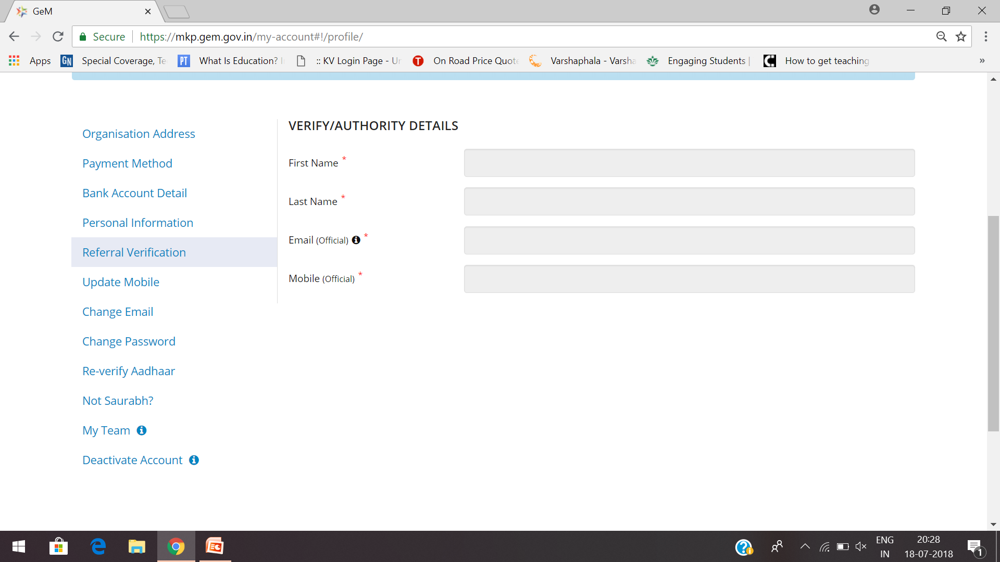 GeM
Secure https://mkp.gem.gov.in/my-account#!/profile/
Apps GN Special Coverage, Te PT What Is Education? I :: KV Login Page - Ur T On Road Price Quote Varshaphala - Varsha Engaging Students | How to get teaching »
VERIFY/AUTHORITY DETAILS
Organisation Address
Payment Method
Bank Account Detail
Personal Information
Referral Verification
Update Mobile
Change Email
Change Password
Re-verify Aadhaar
Not Saurabh?
My Team
Deactivate Account
First Name *
Last Name *
Email (Official) *
Mobile (Official) *
ENG
IN
20:28
18-07-2018
1